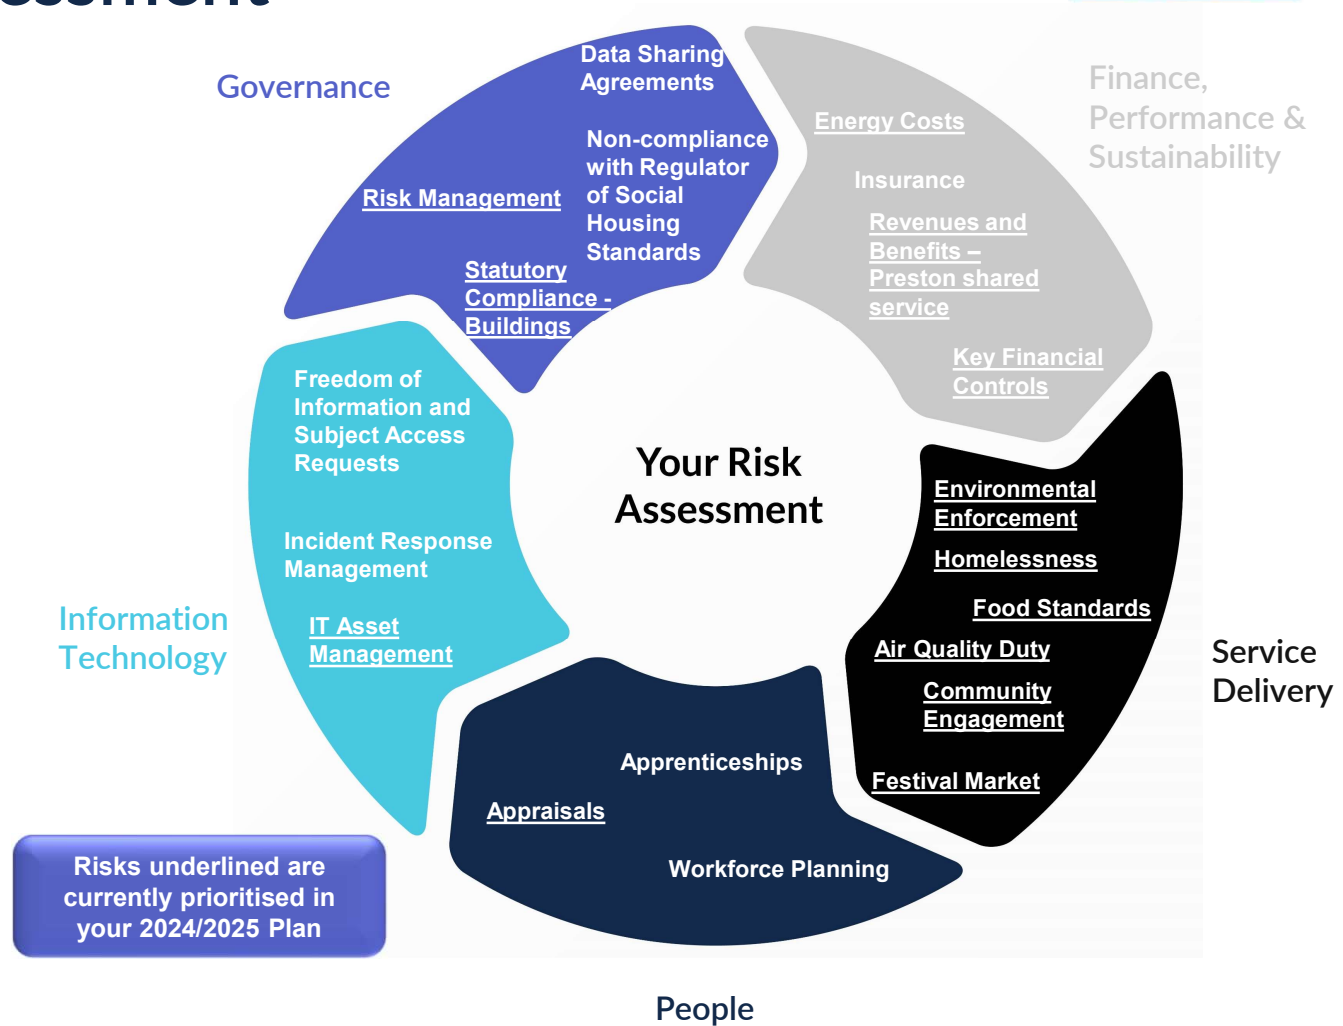 Governance
Data Sharing
Agreements
Non-compliance
with Regulator
of Social
Housing
Standards
Risk Management
Statutory
Compliance -
Buildings
Finance,
Performance &
Sustainability
Energy Costs
Insurance
Revenues and
Benefits –
Preston shared
service
Key Financial
Controls
Freedom of
Information and
Subject Access
Requests
Incident Response
Management
IT Asset
Management
Information
Technology
Your Risk
Assessment
Environmental
Enforcement
Homelessness
Food Standards
Air Quality Duty
Community
Engagement
Festival Market
Service
Delivery
Apprenticeships
Appraisals
Workforce Planning
People
Risks underlined are
currently prioritised in
your 2024/2025 Plan